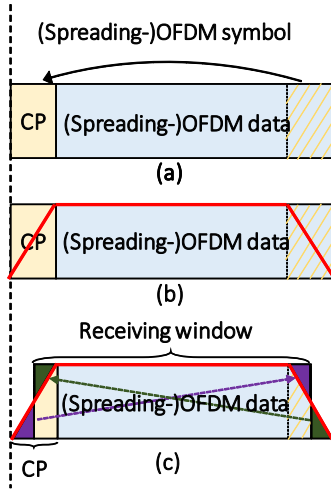 (Spreading-)OFDM symbol
CP
(Spreading-)OFDM data
(a)
CP
(Spreading-)OFDM data
(b)
Receiving window
(Spreading-)OFDM data
CP
(c)